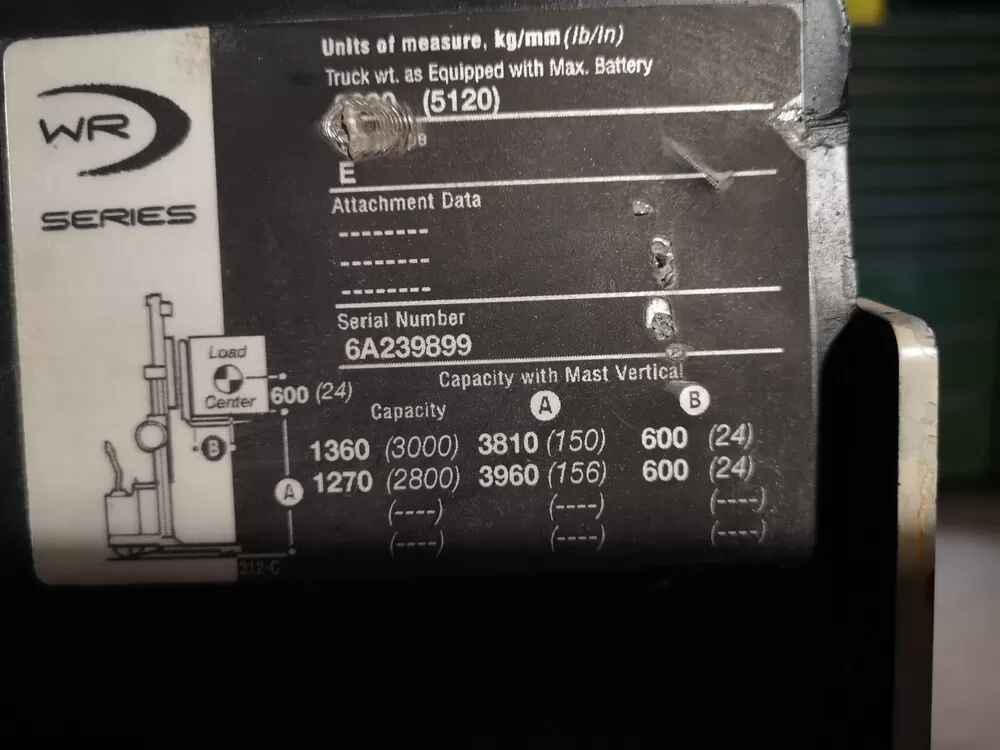 WR
SERIES
Units of measure, kg/mm (lb/in)
Truck wt. as Equipped with Max. Battery
(5120)
E
Attachment Data
--------
--------
--------
Serial Number
6A239899
Capacity with Mast Vertical
Capacity A B
1360 (3000) 3810 (150) 600 (24)
1270 (2800) 3960 (156) 600 (24)
(----) (----) (----)
(----) (----) (----)
Load
Center
600 (24)
B
A
312-C